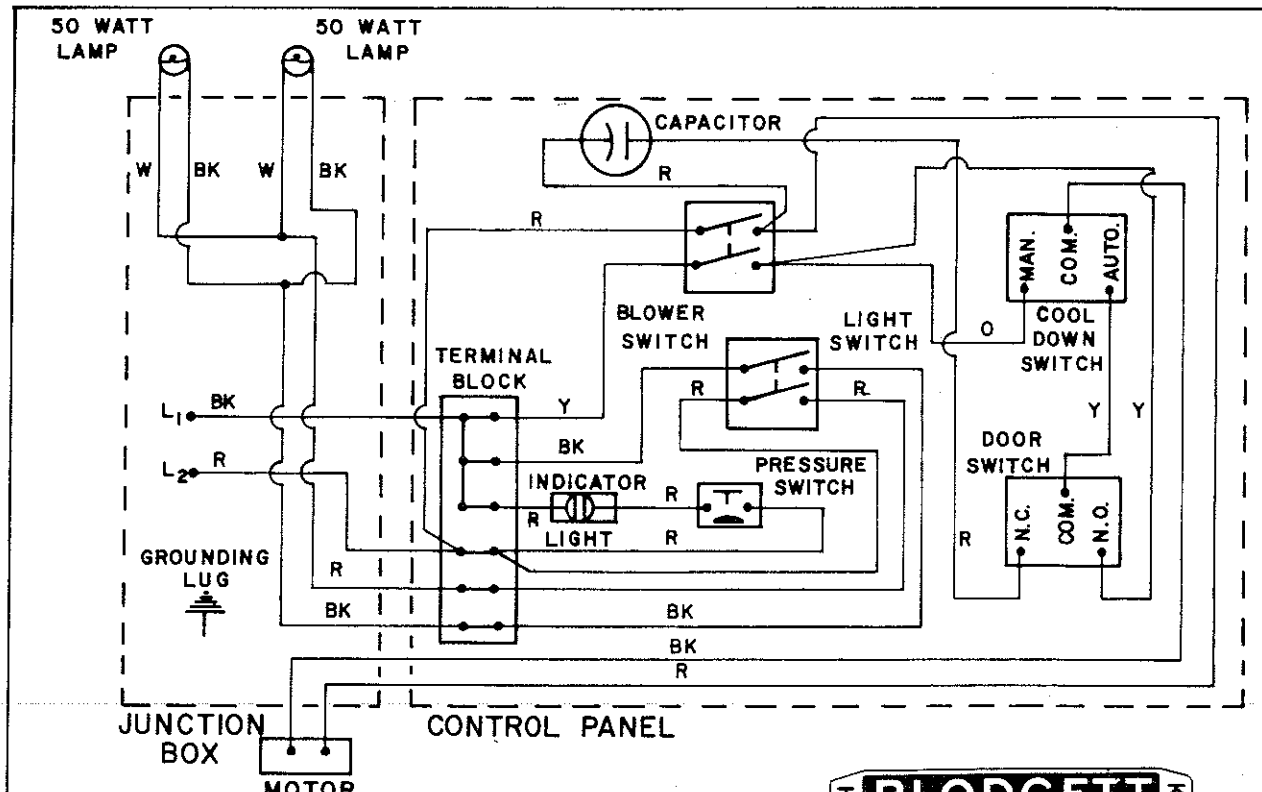 50 WATT
LAMP
50 WATT
LAMP
CAPACITOR
W
BK
W
BK
R
R
MAN.
COM.
AUTO.
BLOWER
SWITCH
LIGHT
SWITCH
O
COOL
DOWN
SWITCH
TERMINAL
BLOCK
L1
BK
Y
R
R
Y
Y
L2
R
BK
DOOR
SWITCH
INDICATOR
LIGHT
R
R
PRESSURE
SWITCH
N.C.
COM.
N.O.
R
R
GROUNDING
LUG
R
BK
BK
BK
R
JUNCTION
BOX
CONTROL PANEL
MOTOR
BLODGETT